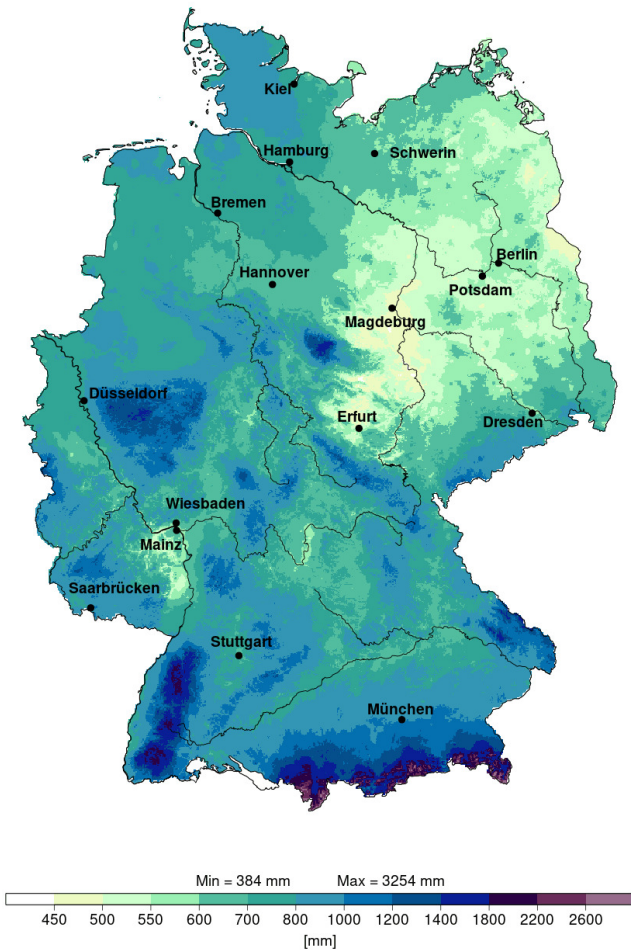 Kiel
Hamburg
Schwerin
Bremen
Berlin
Hannover
Potsdam
Magdeburg
Düsseldorf
Erfurt
Dresden
Wiesbaden
Mainz
Saarbrücken
Stuttgart
München
Min = 384 mm Max = 3254 mm
450 500 550 600 700 800 1000 1200 1400 1800 2200 2600
[mm]